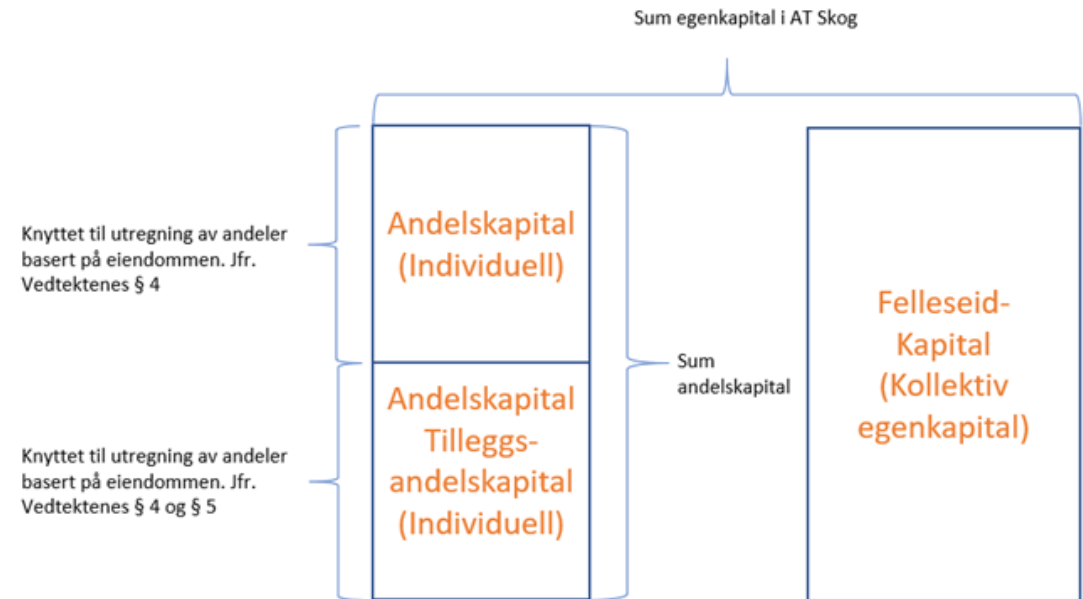 Sum egenkapital i AT Skog
Knyttet til utregning av andeler
basert på eiendommen. Jfr.
Vedtektenes § 4
Andelskapital
(Individuell)
Knyttet til utregning av andeler
basert på eiendommen. Jfr.
Vedtektenes § 4 og § 5
Andelskapital
Tilleggs-
andelskapital
(Individuell)
Sum
andelskapital
Felleseid-
Kapital
(Kollektiv
egenkapital)